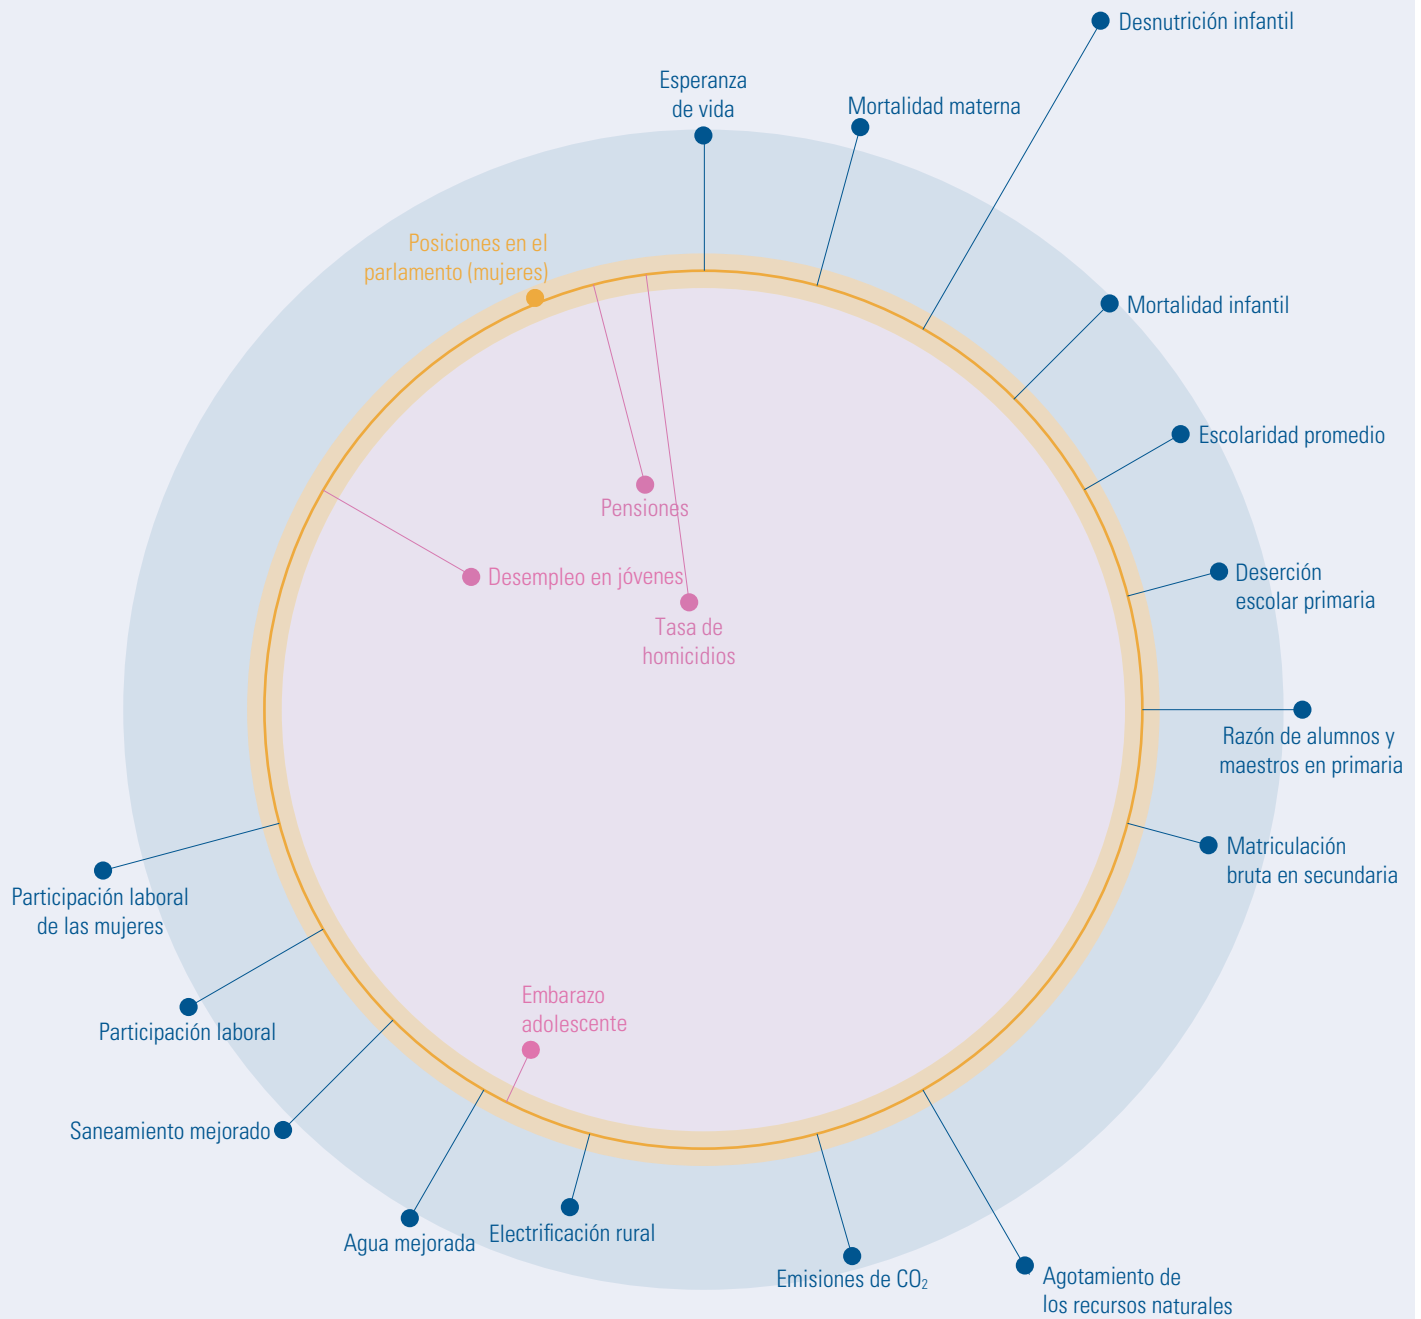 Desnutrición infantil
Esperanza
de vida
Mortalidad materna
Posiciones en el
parlamento (mujeres)
Mortalidad infantil
Escolaridad promedio
Pensiones
Desempleo en jóvenes
Deserción
escolar primaria
Tasa de
homicidios
Razón de alumnos y
maestros en primaria
Matriculación
bruta en secundaria
Participación laboral
de las mujeres
Embarazo
adolescente
Participación laboral
Saneamiento mejorado
Agua mejorada
Electrificación rural
Emisiones de CO₂
Agotamiento de
los recursos naturales